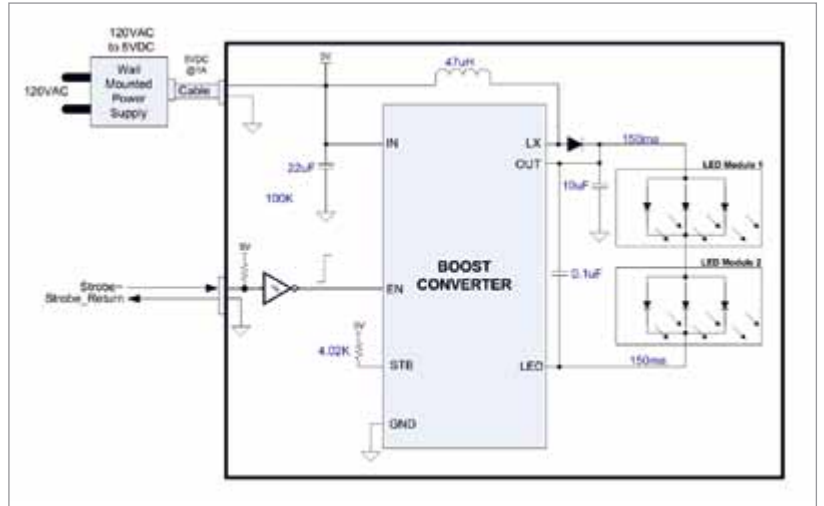 120VAC
to 5VDC
Wall
Mounted
Power
Supply
120VAC
5VDC
@1A
Cable
5V
47uH
22uF
100K
IN
LX
OUT
150ma
10uF
LED Module 1
LED Module 2
BOOST
CONVERTER
0.1uF
5V
Strobe-
Strobe_Return
EN
5V
4.02K
STB
LED
150ma
GND